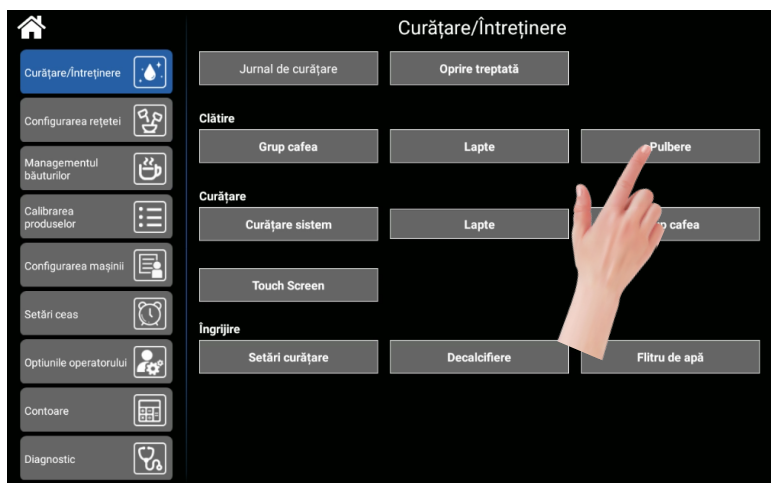 Curățare/Întreținere
Curățare/Întreținere
Jurnal de curățare
Oprire treptată
Configurarea rețetei
Clătire
Grup cafea
Lapte
Pulbere
Managementul
băuturilor
Curățare
Calibrarea
produselor
Curățare sistem
Lapte
cafea
Configurarea mașinii
Touch Screen
Setări ceas
Îngrijire
Optiunile operatorului
Setări curățare
Decalcifiere
Flitru de apă
Contoare
Diagnostic